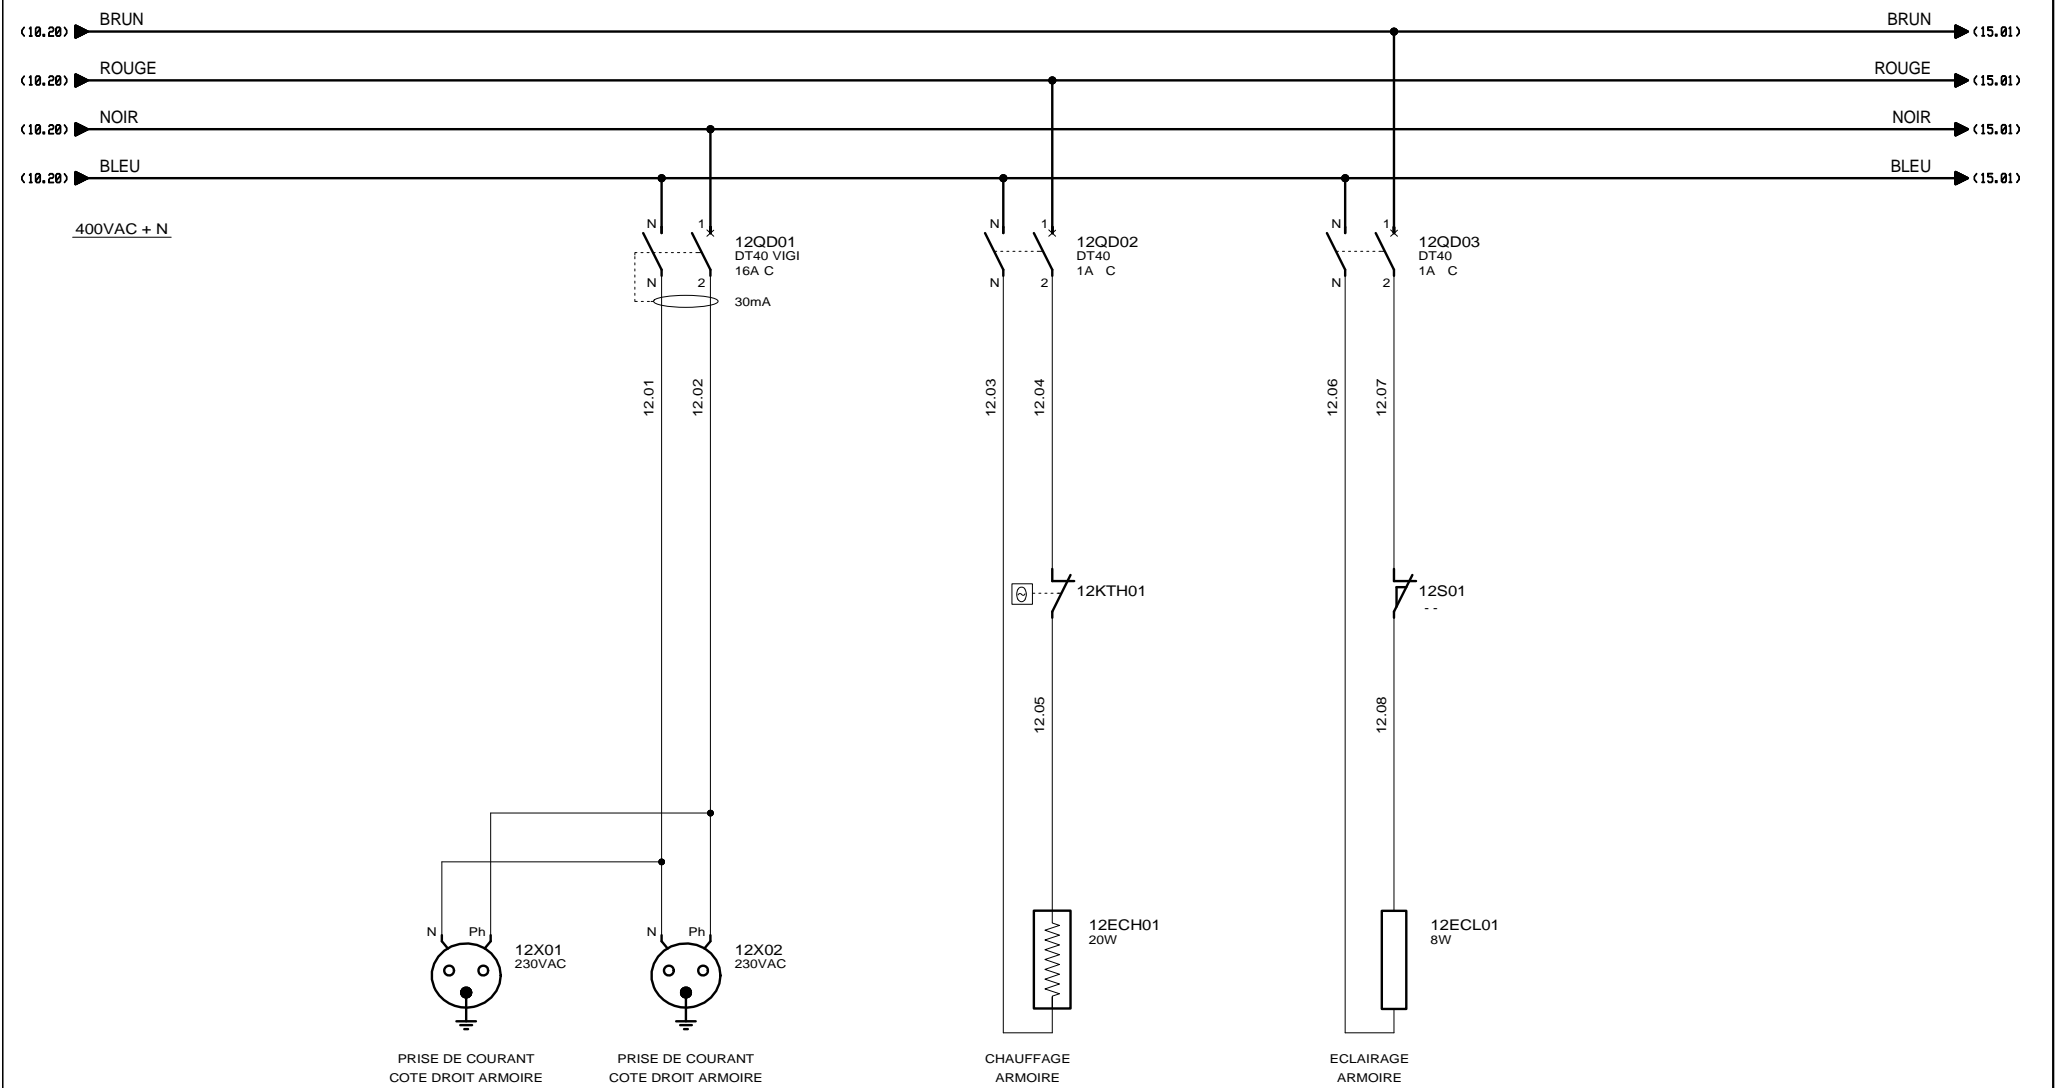 BRUN BRUN
(10.20) (15.01)
ROUGE ROUGE
(10.20) (15.01)
NOIR NOIR
(10.20) (15.01)
BLEU BLEU
(10.20) (15.01)
400VAC + N
N 1 N 1 N 1
12QD01 12QD02 12QD03
DT40 VIGI DT40 DT40
16A C 1A C 1A C
N 2 N 2 N 2
30mA
12.01 12.02 12.03 12.04 12.06 12.07
12KTH01 12S01
- -
12.05 12.08
12ECH01 12ECL01
20W 8W
N Ph N Ph
12X01 12X02
230VAC 230VAC
PRISE DE COURANT PRISE DE COURANT CHAUFFAGE ECLAIRAGE
COTE DROIT ARMOIRE COTE DROIT ARMOIRE ARMOIRE ARMOIRE